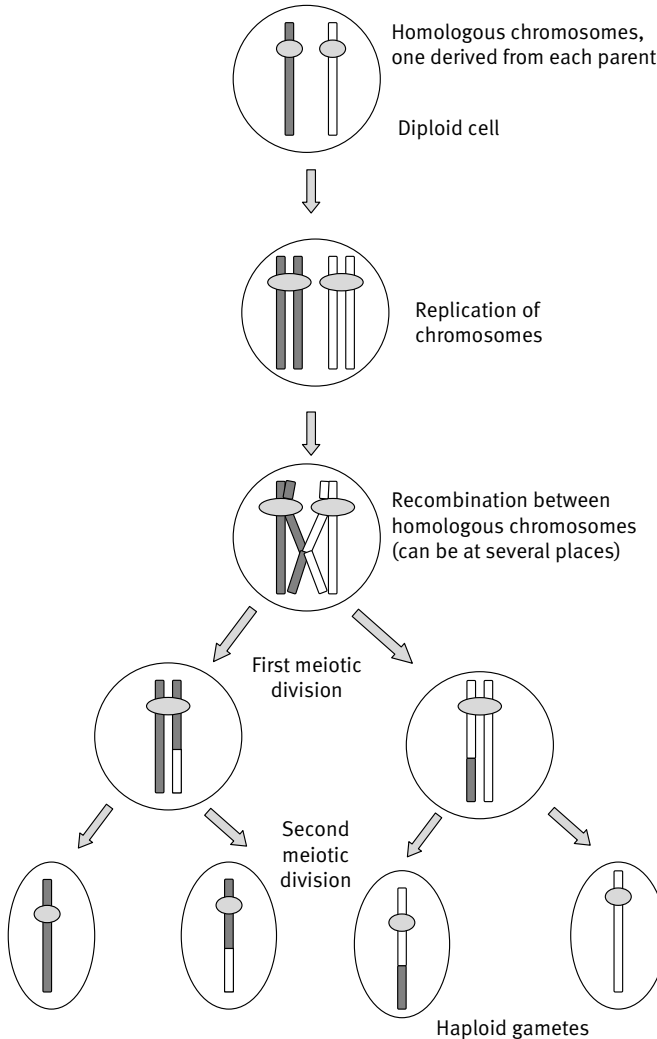 Homologous chromosomes,
one derived from each parent
Diploid cell
Replication of
chromosomes
Recombination between
homologous chromosomes
(can be at several places)
First meiotic
division
Second
meiotic
division
Haploid gametes